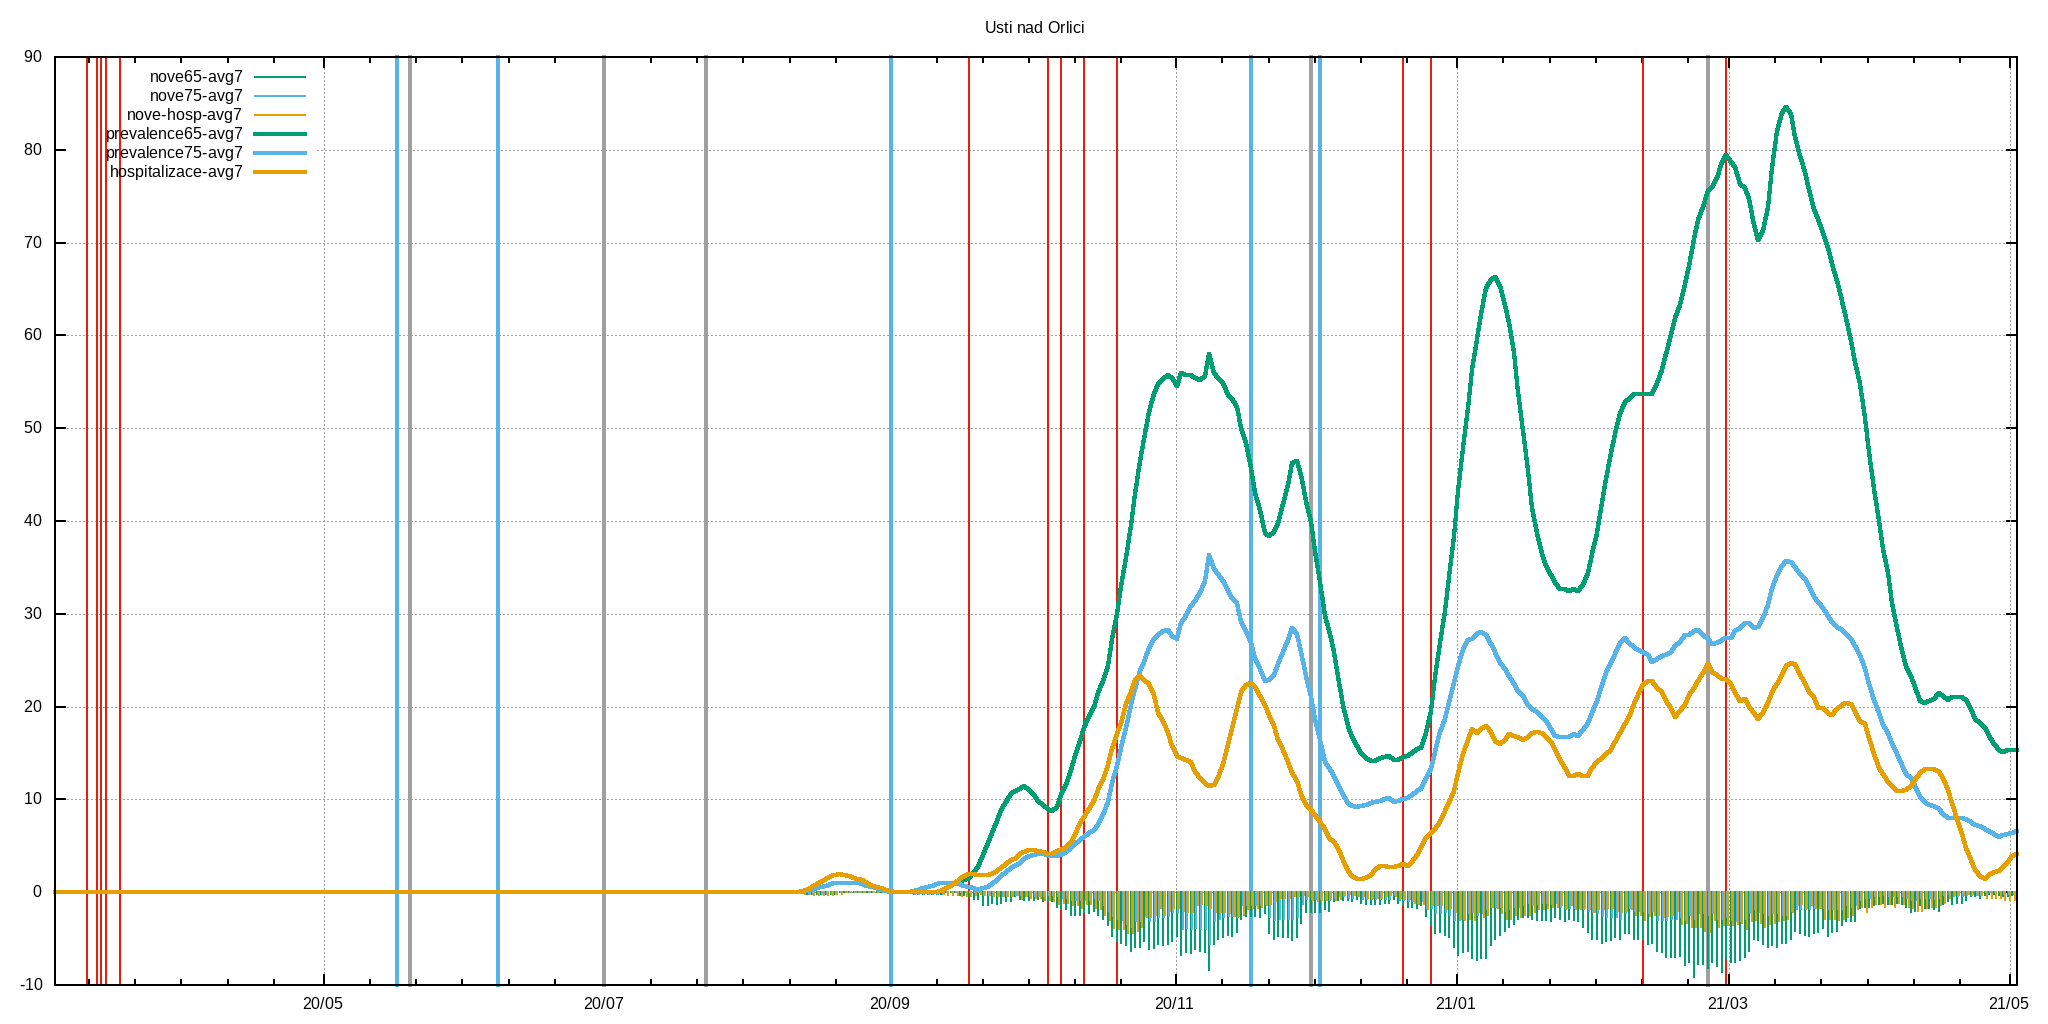 Usti nad Orlici
90
80
70
60
50
40
30
20
10
0
-10
nove65-avg7
nove75-avg7
nove-hosp-avg7
prevalence65-avg7
prevalence75-avg7
hospitalizace-avg7
20/05 20/07 20/09 20/11 21/01 21/03 21/05